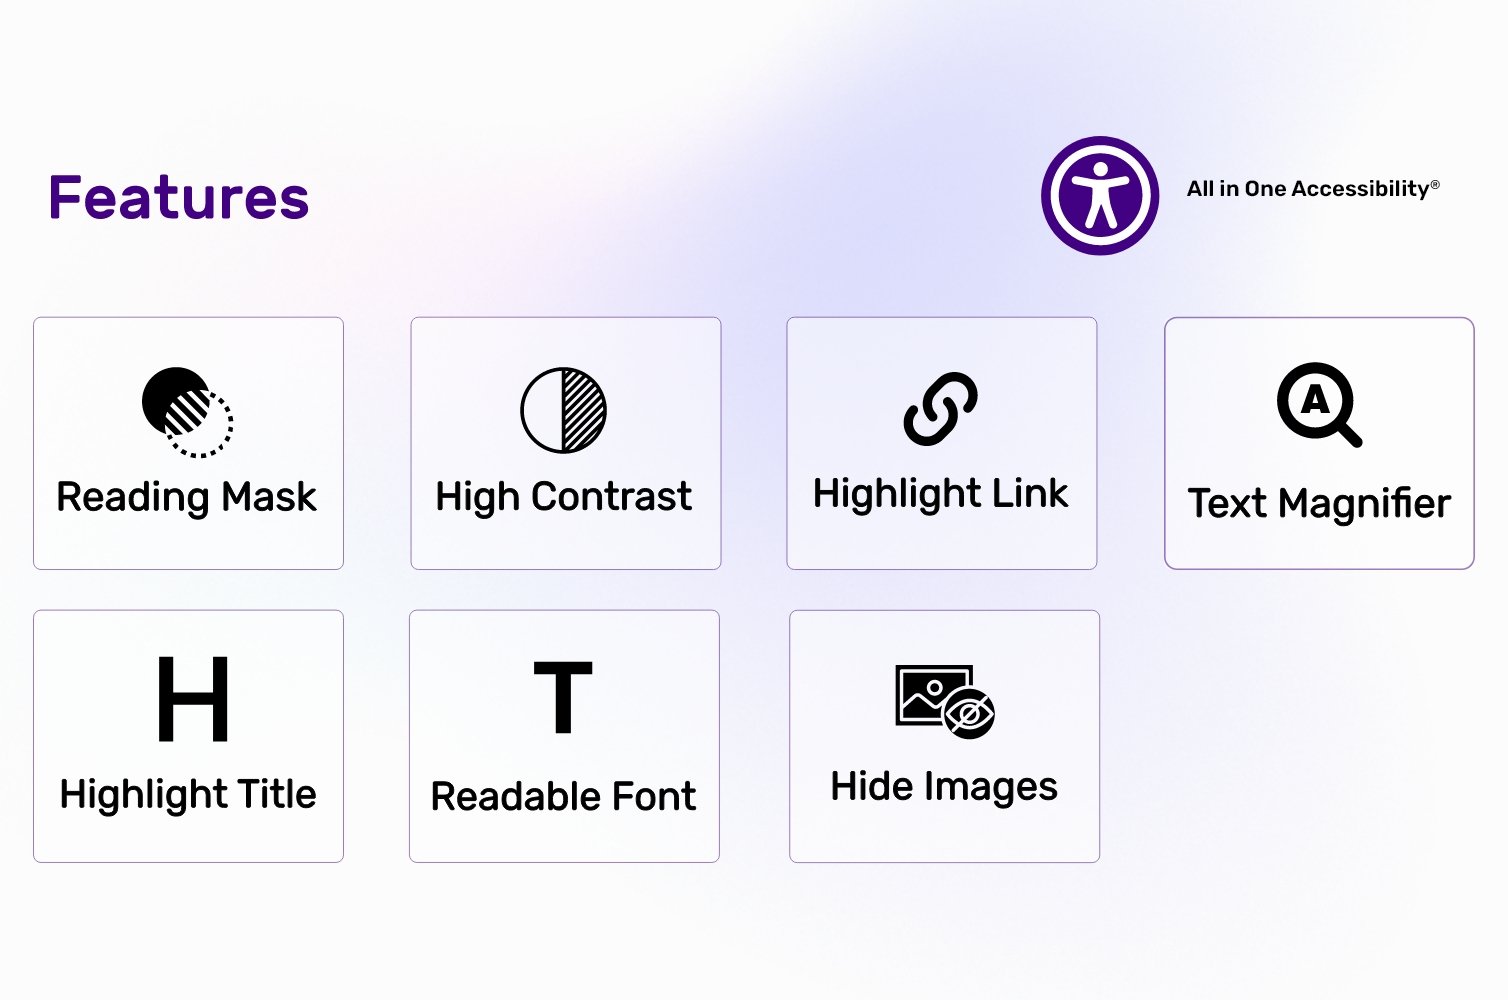 Features
All in One Accessibility®
Reading Mask
High Contrast
Highlight Link
A
Text Magnifier
H
Highlight Title
T
Readable Font
Hide Images